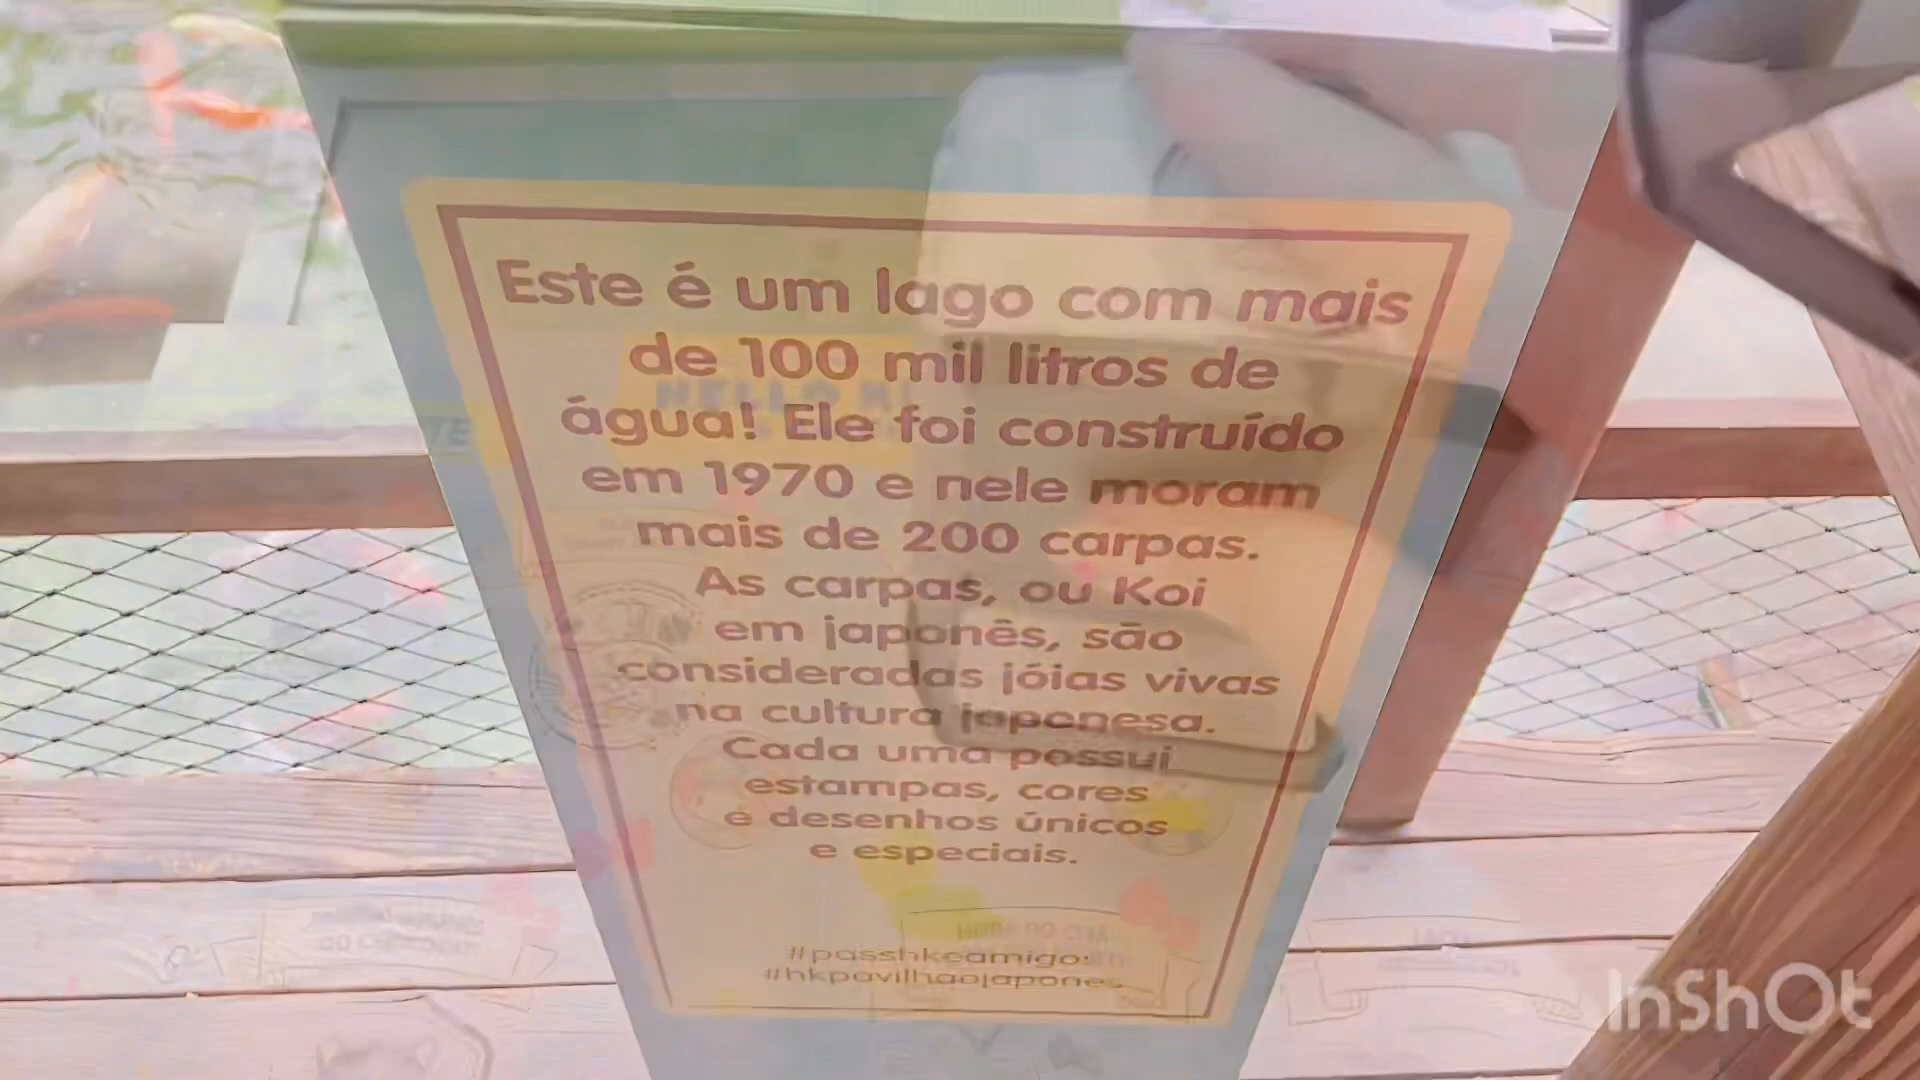 Este é um lago com mais
de 100 mil litros de
água! Ele foi construído
em 1970 e nele moram
mais de 200 carpas.
As carpas, ou Koi
em japonês, são
consideradas jóias vivas
na cultura japonesa.
Cada uma possui
estampas, cores
e desenhos únicos
e especiais.
#passhkeamigos
#hkpavilhaojapones
InShOt